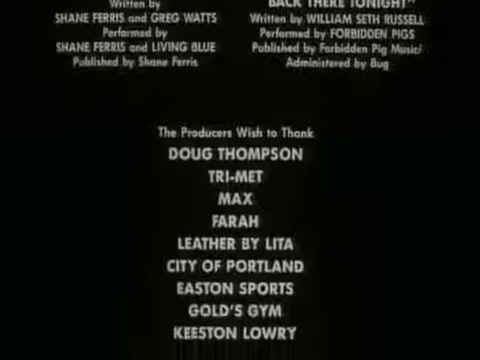 Written by
SHANE FERRIS and GREG WATTS
Performed by
SHANE FERRIS and LIVING BLUE
Published by Shane Ferris
BACK THERE TONIGHT"
Written by WILLIAM SETH RUSSELL
Performed by FORBIDDEN PIGS
Published by Forbidden Pig Music/
Administered by Bug
The Producers Wish to Thank
DOUG THOMPSON
TRI-MET
MAX
FARAH
LEATHER BY LITA
CITY OF PORTLAND
EASTON SPORTS
GOLD'S GYM
KEESTON LOWRY